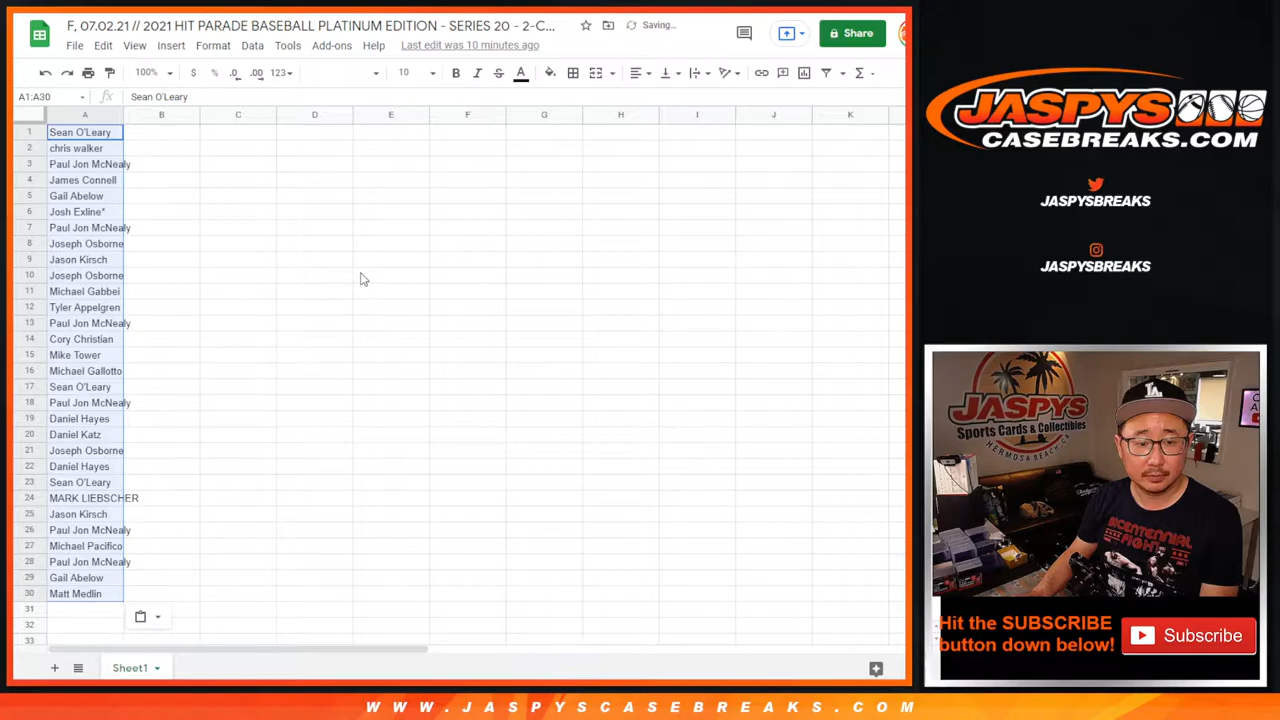 F, 07.02.21 // 2021 HIT PARADE BASEBALL PLATINUM EDITION - SERIES 20 - 2-C...
Saving...
File Edit View Insert Format Data Tools Add-ons Help Last edit was 10 minutes ago
Share
100% $ % .0 .00 123 10 B I S A
A1:A30 fx Sean O'Leary
A B C D E F G H I J K
1 Sean O'Leary
2 chris walker
3 Paul Jon McNealy
4 James Connell
5 Gail Abelow
6 Josh Exline*
7 Paul Jon McNealy
8 Joseph Osborne
9 Jason Kirsch
10 Joseph Osborne
11 Michael Gabbei
12 Tyler Appelgren
13 Paul Jon McNealy
14 Cory Christian
15 Mike Tower
16 Michael Gallotto
17 Sean O'Leary
18 Paul Jon McNealy
19 Daniel Hayes
20 Daniel Katz
21 Joseph Osborne
22 Daniel Hayes
23 Sean O'Leary
24 MARK LIEBSCHER
25 Jason Kirsch
26 Paul Jon McNealy
27 Michael Pacifico
28 Paul Jon McNealy
29 Gail Abelow
30 Matt Medlin
31
32
33
Sheet1
JASPYS
CASEBREAKS.COM
JASPYSBREAKS
JASPYSBREAKS
JASPYS
Sports Cards & Collectibles
HERMOSA BEACH, CA
LA
BICENTENNIAL
FIGHT
Hit the SUBSCRIBE
button down below!
Subscribe
WWW.JASPYSCASEBREAKS.COM